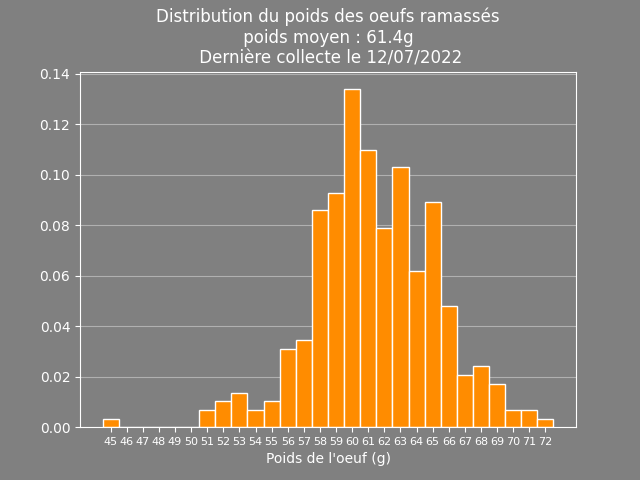 Distribution du poids des oeufs ramassés
poids moyen : 61.4g
Dernière collecte le 12/07/2022
0.14
0.12
0.10
0.08
0.06
0.04
0.02
0.00
45 46 47 48 49 50 51 52 53 54 55 56 57 58 59 60 61 62 63 64 65 66 67 68 69 70 71 72
Poids de l'oeuf (g)